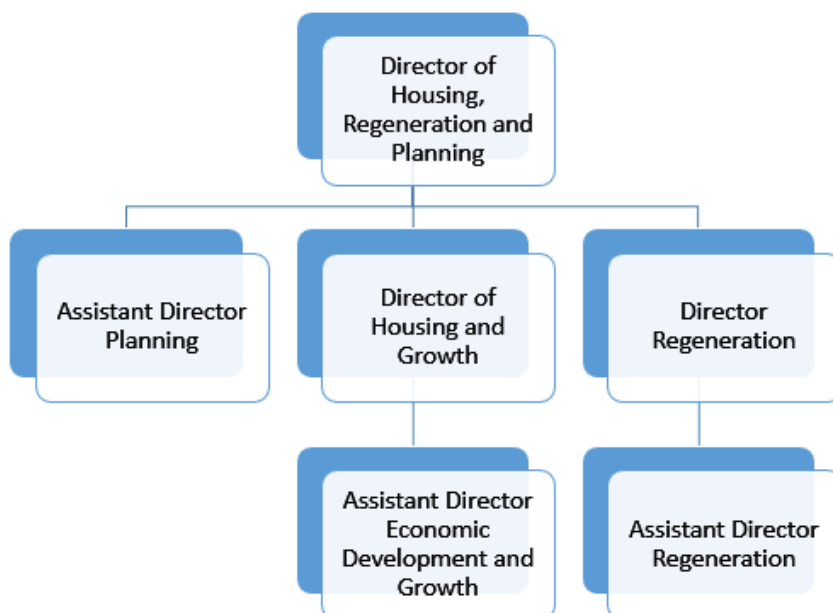 Director of
Housing,
Regeneration and
Planning
Assistant Director
Planning
Director of
Housing and
Growth
Director
Regeneration
Assistant Director
Economic
Development and
Growth
Assistant Director
Regeneration